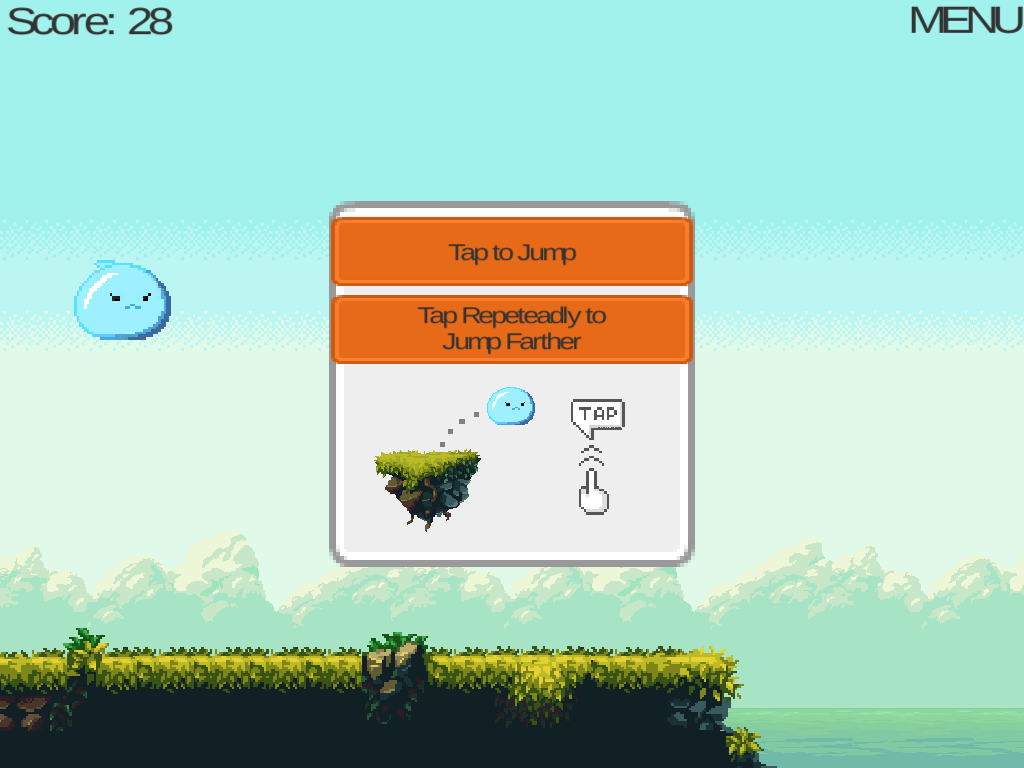 Score: 28
MENU
Tap to Jump
Tap Repeteadly to
Jump Farther
TAP